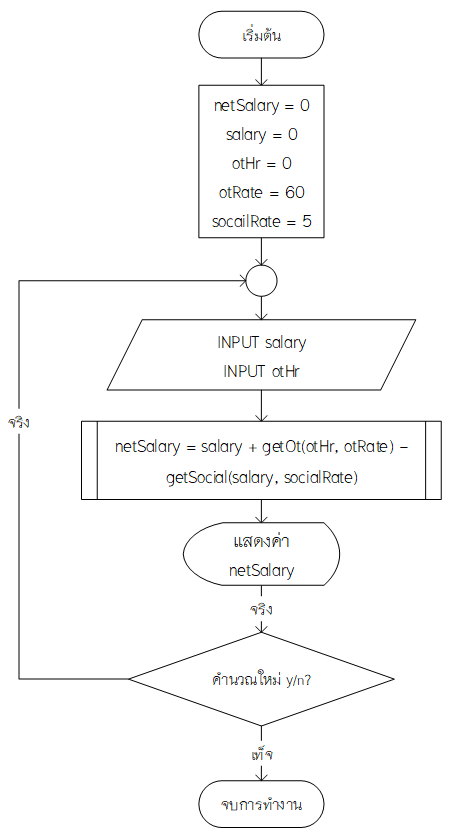 เริ่มต้น
netSalary = 0
salary = 0
otHr = 0
otRate = 60
socailRate = 5
INPUT salary
INPUT otHr
จริง
netSalary = salary + getOt(otHr, otRate) –
getSocial(salary, socialRate)
แสดงค่า
netSalary
จริง
คำนวณใหม่ y/n?
เท็จ
จบการทำงาน